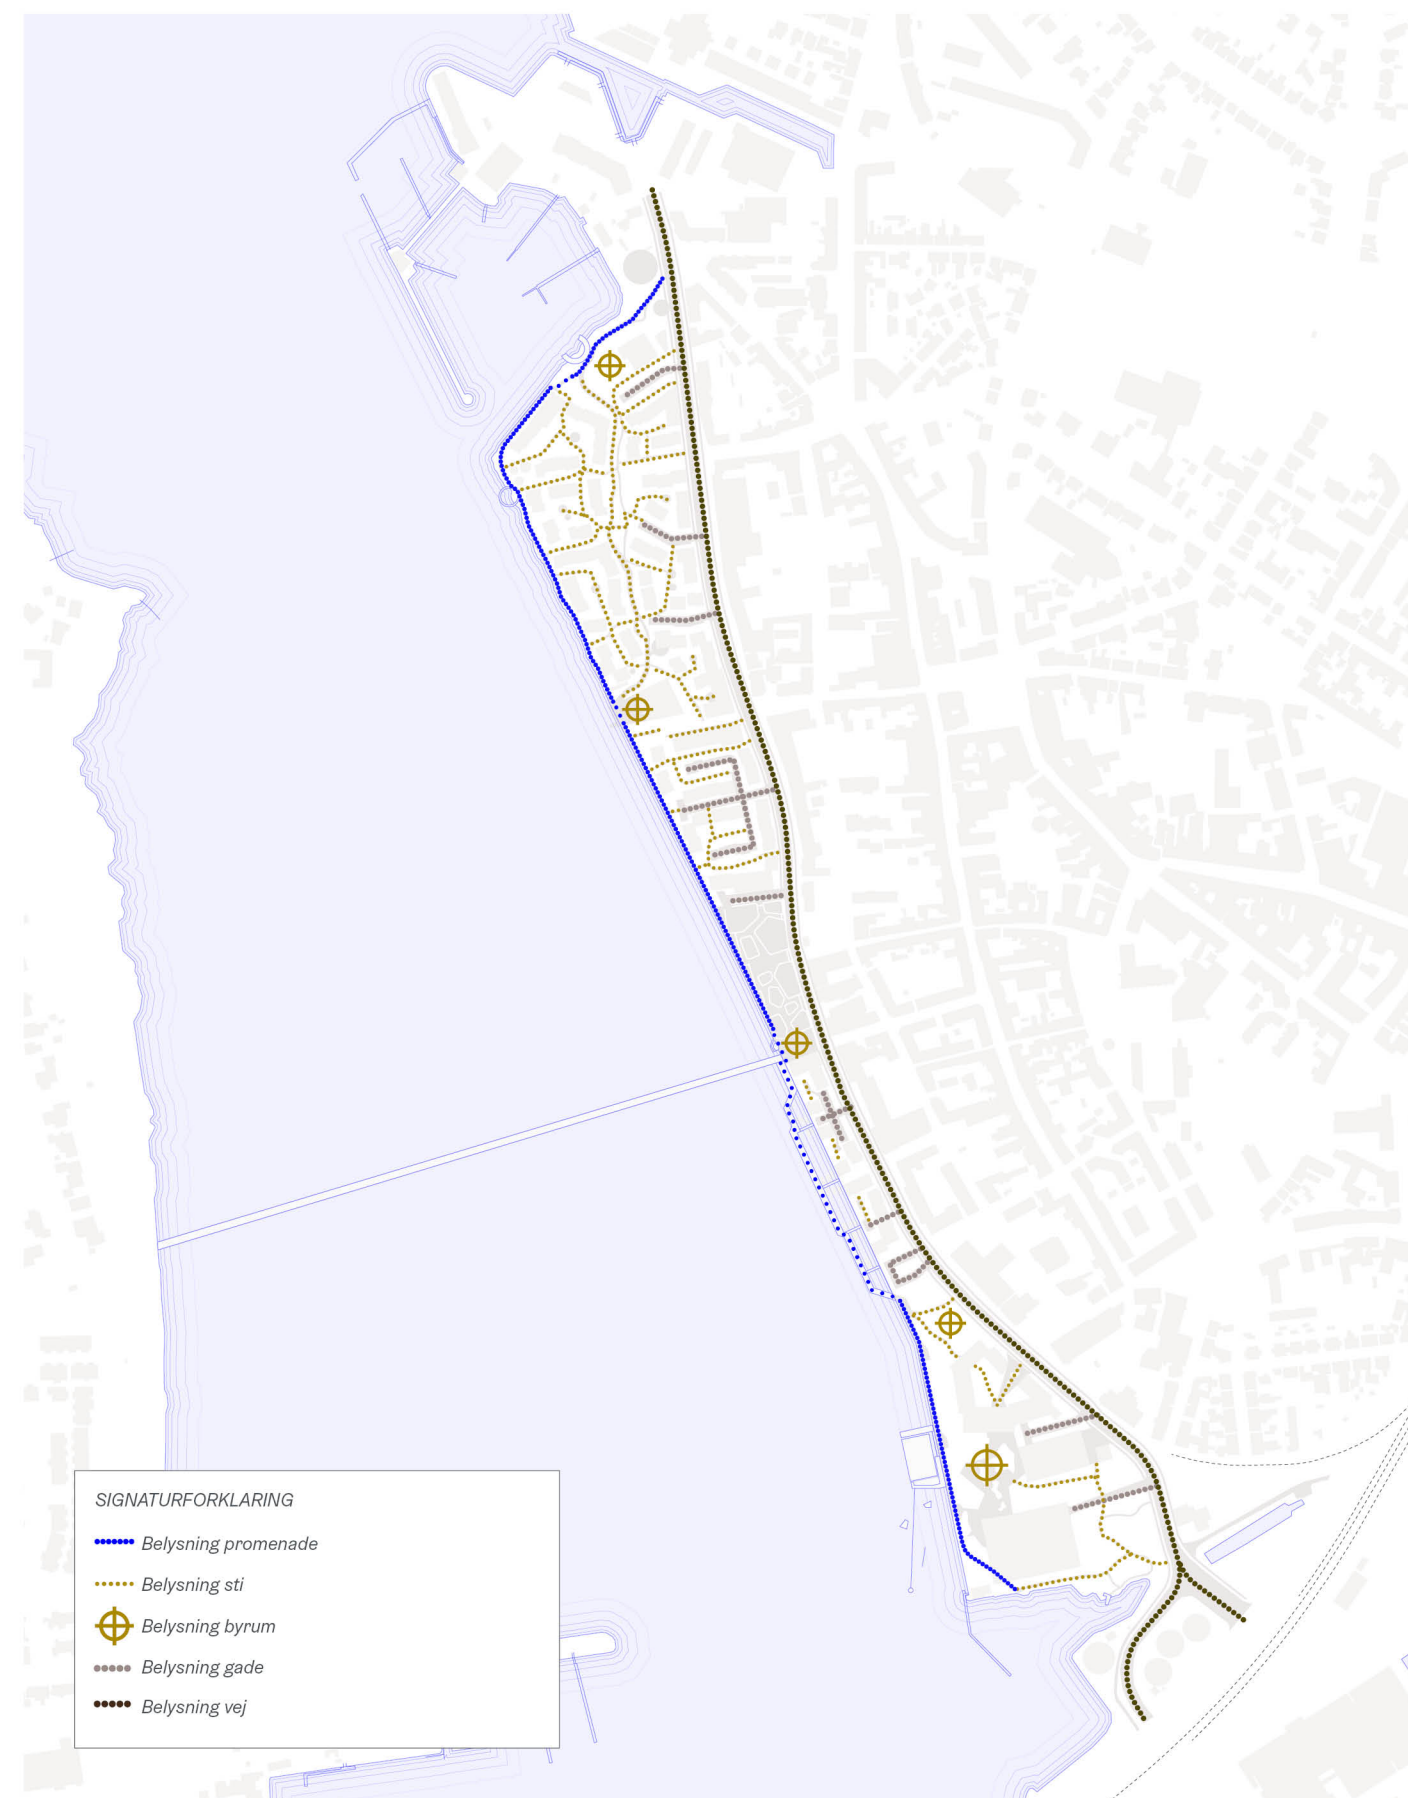 SIGNATURFORKLARING
Belysning promenade
Belysning sti
Belysning byrum
Belysning gade
Belysning vej